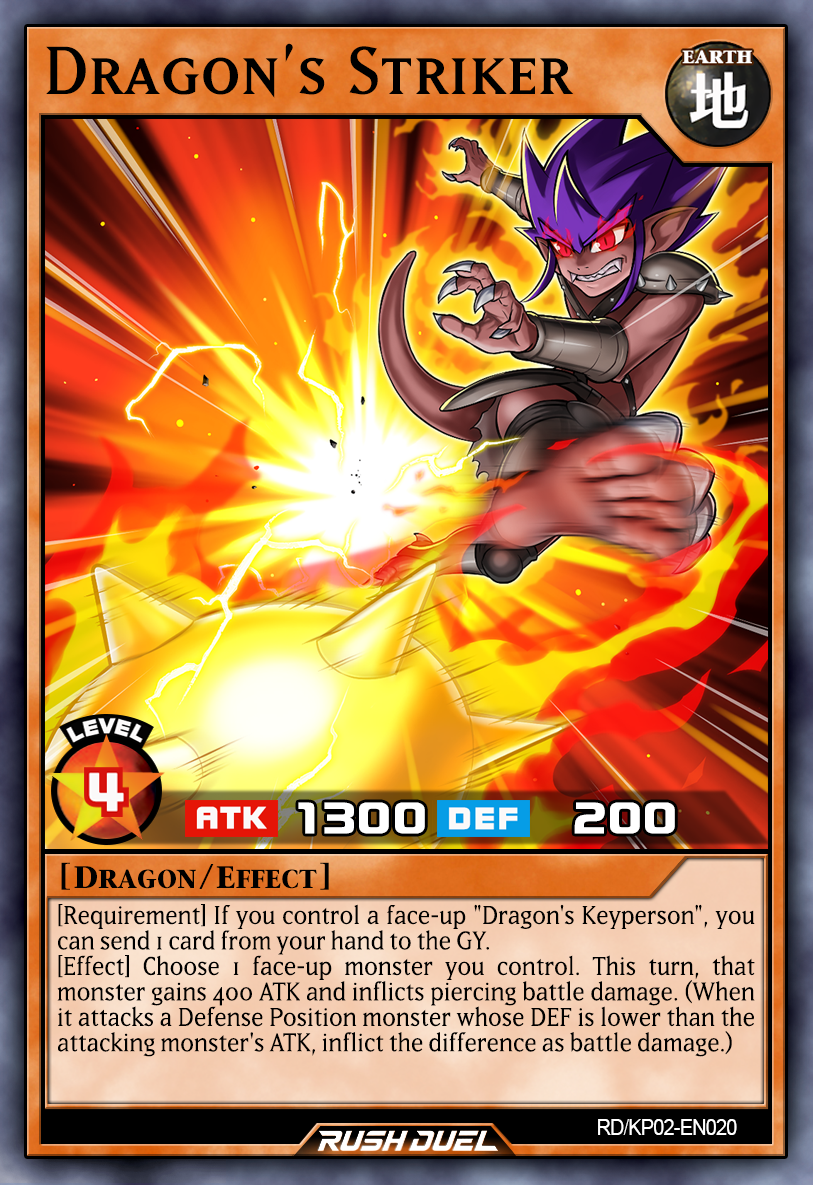 Dragon's Striker
EARTH
地
LEVEL
4
ATK 1300 DEF 200
[Dragon/Effect]
[Requirement] If you control a face-up "Dragon's Keyperson", you
can send 1 card from your hand to the GY.
[Effect] Choose 1 face-up monster you control. This turn, that
monster gains 400 ATK and inflicts piercing battle damage. (When
it attacks a Defense Position monster whose DEF is lower than the
attacking monster's ATK, inflict the difference as battle damage.)
RD/KP02-EN020
RUSH DUEL